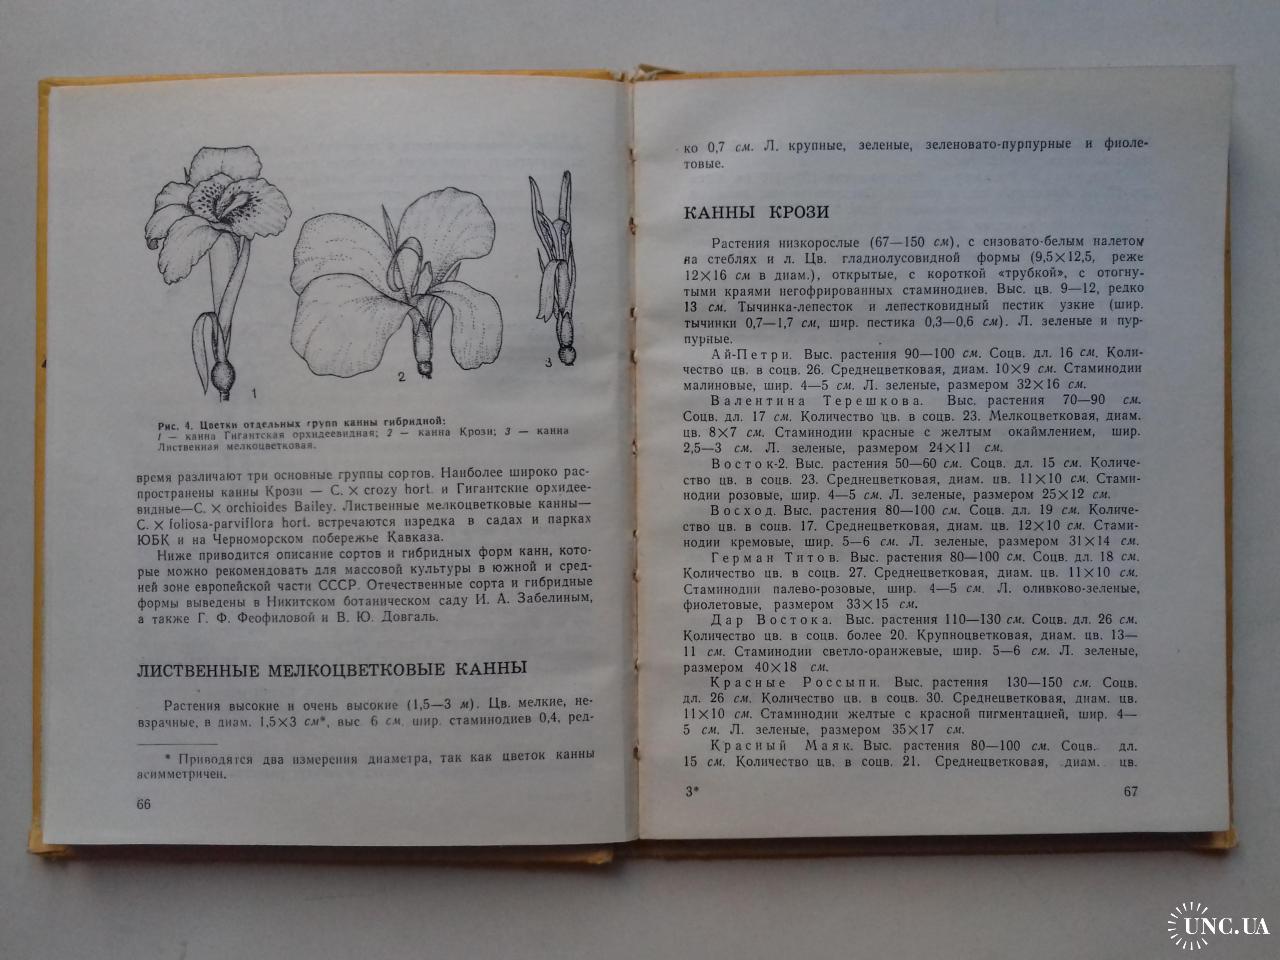 1
2
3
Рис. 4. Цветки отдельных групп канны гибридной:
1 — канна Гигантская орхидеевидная; 2 — канна Крози; 3 — канна
Лиственная мелкоцветковая.
время различают три основные группы сортов. Наиболее широко рас-
пространены канны Крози — C. × crozy hort. и Гигантские орхидее-
видные—C. × orchioides Bailey. Лиственные мелкоцветковые канны—
C. × foliosa-parviflora hort. встречаются изредка в садах и парках
ЮБК и на Черноморском побережье Кавказа.
Ниже приводится описание сортов и гибридных форм канн, кото-
рые можно рекомендовать для массовой культуры в южной и сред-
ней зоне европейской части СССР. Отечественные сорта и гибридные
формы выведены в Никитском ботаническом саду И. А. Забелиным,
а также Г. Ф. Феофиловой и В. Ю. Довгаль.
ЛИСТВЕННЫЕ МЕЛКОЦВЕТКОВЫЕ КАННЫ
Растения высокие и очень высокие (1,5—3 м). Цв. мелкие, не-
взрачные, в диам. 1,5×3 см*, выс. 6 см, шир. стаминодиев 0,4, ред-
* Приводятся два измерения диаметра, так как цветок канны
асимметричен.
66
ко 0,7 см. Л. крупные, зеленые, зеленовато-пурпурные и фиоле-
товые.
КАННЫ КРОЗИ
Растения низкорослые (67—150 см), с сизовато-белым налетом
на стеблях и л. Цв. гладиолусовидной формы (9,5×12,5, реже
12×16 см в диам.), открытые, с короткой «трубкой», с отогну-
тыми краями негофрированных стаминодиев. Выс. цв. 9—12, редко
13 см. Тычинка-лепесток и лепестковидный пестик узкие (шир.
тычинки 0,7—1,7 см, шир. пестика 0,3—0,6 см). Л. зеленые и пур-
пурные.
Ай-Петри. Выс. растения 90—100 см. Соцв. дл. 16 см. Коли-
чество цв. в соцв. 26. Среднецветковая, диам. 10×9 см. Стаминодии
малиновые, шир. 4—5 см. Л. зеленые, размером 32×16 см.
Валентина Терешкова. Выс. растения 70—90 см.
Соцв. дл. 17 см. Количество цв. в соцв. 23. Мелкоцветковая, диам.
цв. 8×7 см. Стаминодии красные с желтым окаймлением, шир.
2,5—3 см. Л. зеленые, размером 24×11 см.
Восток-2. Выс. растения 50—60 см. Соцв. дл. 15 см. Количе-
ство цв. в соцв. 23. Среднецветковая, диам. цв. 11×10 см. Стами-
нодии розовые, шир. 4—5 см. Л. зеленые, размером 25×12 см.
Восход. Выс. растения 80—100 см. Соцв. дл. 19 см. Количе-
ство цв. в соцв. 17. Среднецветковая, диам. цв. 12×10 см. Стами-
нодии кремовые, шир. 5—6 см. Л. зеленые, размером 31×14 см.
Герман Титов. Выс. растения 80—100 см. Соцв. дл. 18 см.
Количество цв. в соцв. 27. Среднецветковая, диам. цв. 11×10 см.
Стаминодии палево-розовые, шир. 4—5 см. Л. оливково-зеленые,
фиолетовые, размером 33×15 см.
Дар Востока. Выс. растения 110—130 см. Соцв. дл. 26 см.
Количество цв. в соцв. более 20. Крупноцветковая, диам. цв. 13—
11 см. Стаминодии светло-оранжевые, шир. 5—6 см. Л. зеленые,
размером 40×18 см.
Красные Россыпи. Выс. растения 130—150 см. Соцв.
дл. 26 см. Количество цв. в соцв. 30. Среднецветковая, диам. цв.
11×10 см. Стаминодии желтые с красной пигментацией, шир. 4—
5 см. Л. зеленые, размером 35×17 см.
Красный Маяк. Выс. растения 80—100 см. Соцв. дл.
15 см. Количество цв. в соцв. 21. Среднецветковая, диам. цв.
3*
67
UNC.UA